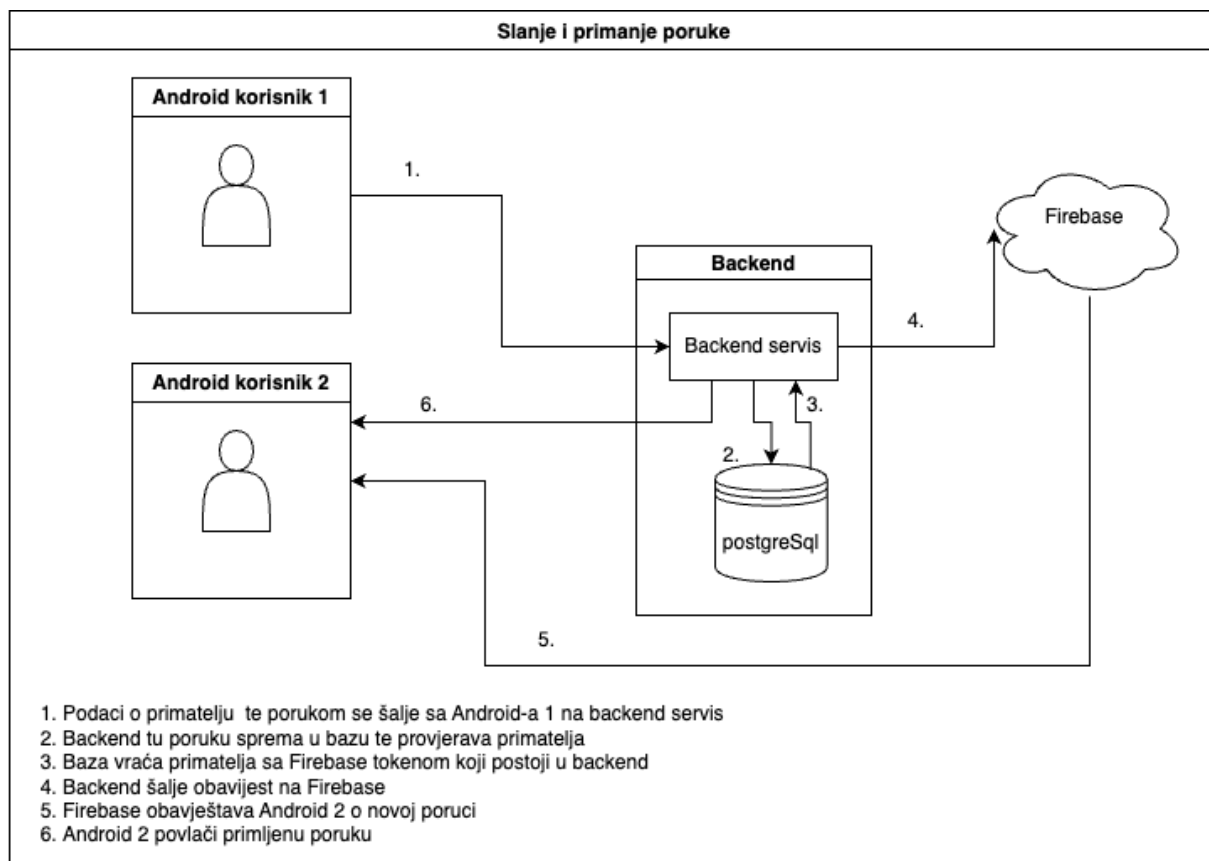 Slanje i primanje poruke
Android korisnik 1
1.
Firebase
Backend
Backend servis
4.
Android korisnik 2
6.
3.
2.
postgreSql
5.
1. Podaci o primatelju  te porukom se šalje sa Android-a 1 na backend servis
2. Backend tu poruku sprema u bazu te provjerava primatelja
3. Baza vraća primatelja sa Firebase tokenom koji postoji u backend
4. Backend šalje obavijest na Firebase
5. Firebase obavještava Android 2 o novoj poruci
6. Android 2 povlači primljenu poruku